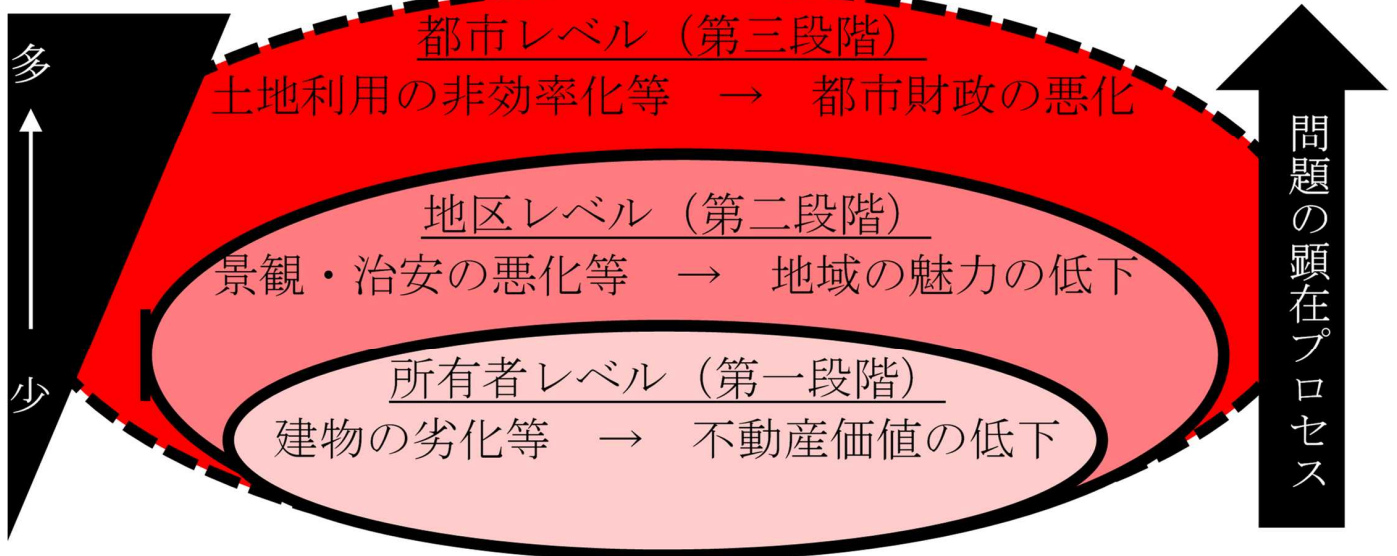 多
少
都市レベル（第三段階）
土地利用の非効率化等 → 都市財政の悪化
地区レベル（第二段階）
景観・治安の悪化等 → 地域の魅力の低下
所有者レベル（第一段階）
建物の劣化等 → 不動産価値の低下
問題の顕在プロセス